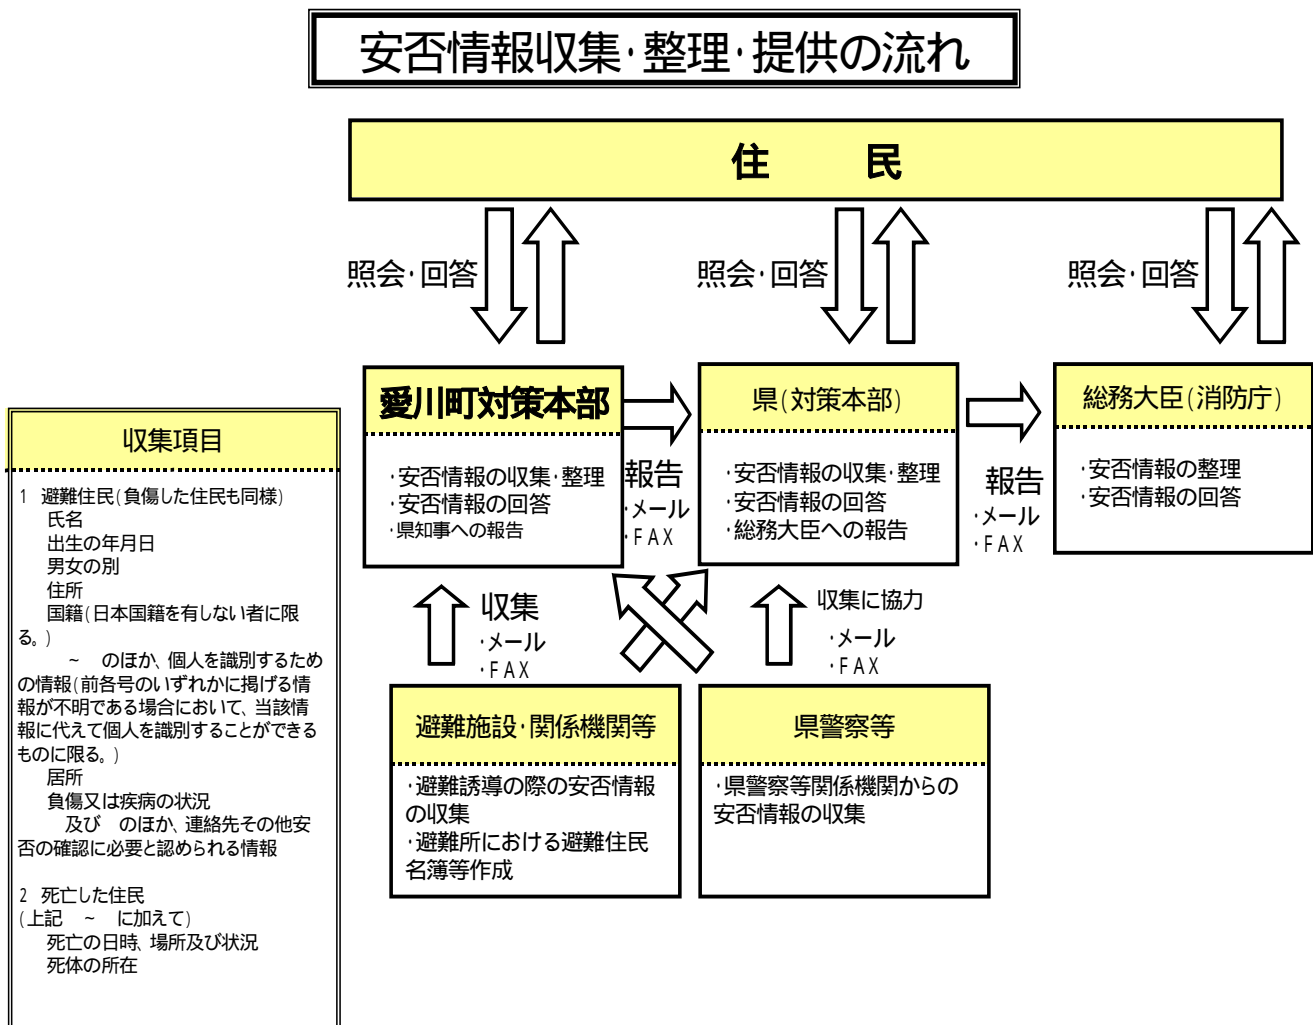 安否情報収集･整理･提供の流れ
住　　民
照会･回答
照会･回答
照会･回答
愛川町対策本部
･安否情報の収集･整理
･安否情報の回答
･県知事への報告
報告
･メール
･FAX
県(対策本部)
･安否情報の収集･整理
･安否情報の回答
･総務大臣への報告
報告
･メール
･FAX
総務大臣(消防庁)
･安否情報の整理
･安否情報の回答
収集
･メール
･FAX
収集に協力
･メール
･FAX
避難施設･関係機関等
･避難誘導の際の安否情報
の収集
･避難所における避難住民
名簿等作成
県警察等
･県警察等関係機関からの
安否情報の収集
収集項目
1 避難住民(負傷した住民も同様)
氏名
出生の年月日
男女の別
住所
国籍(日本国籍を有しない者に限
る。)
～　のほか、個人を識別するため
の情報(前各号のいずれかに掲げる情
報が不明である場合において、当該情
報に代えて個人を識別することができる
ものに限る。)
居所
負傷又は疾病の状況
及び　のほか、連絡先その他安
否の確認に必要と認められる情報
2 死亡した住民
(上記　～　に加えて)
死亡の日時、場所及び状況
死体の所在